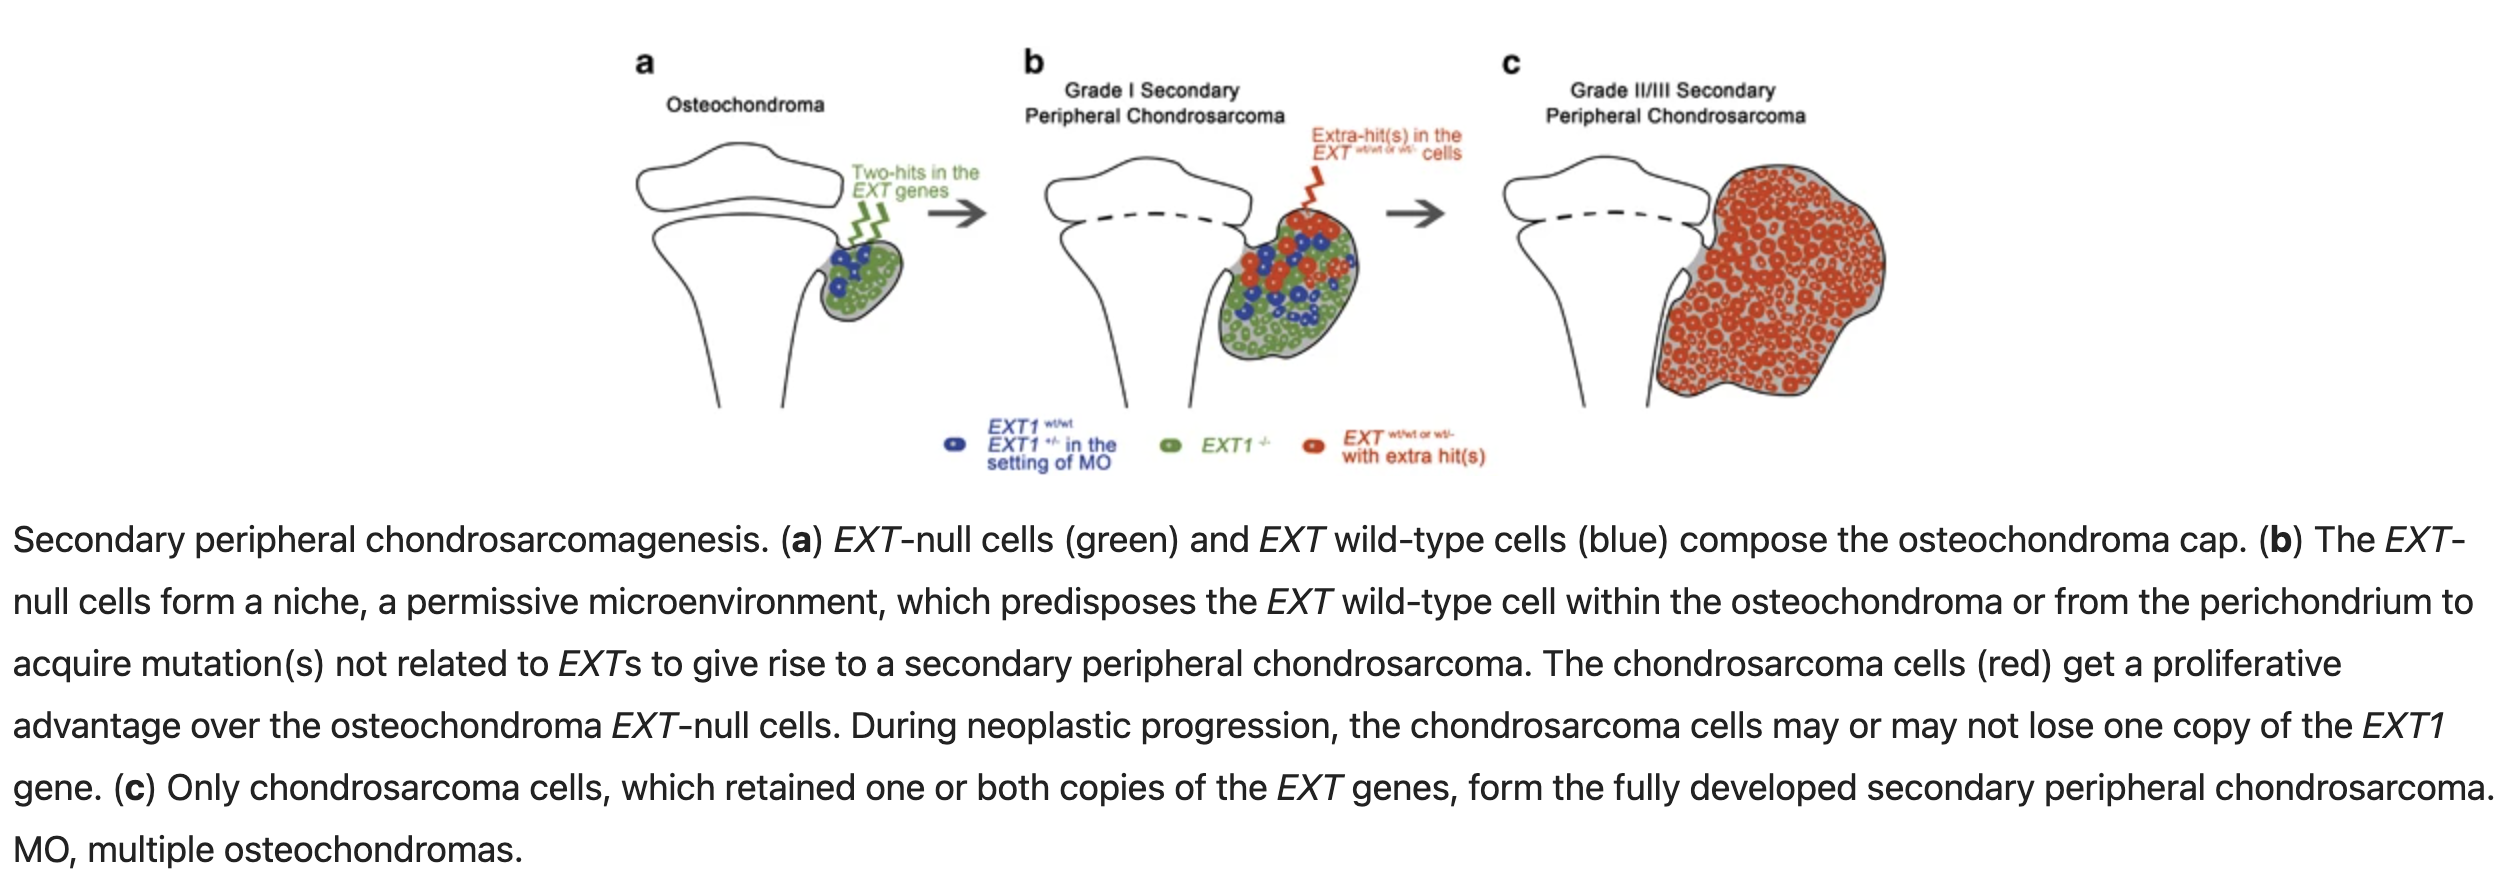 a
Osteochondroma
Two-hits in the
EXT genes
b
Grade I Secondary
Peripheral Chondrosarcoma
Extra-hit(s) in the
EXT wt/wt or wt/- cells
c
Grade II/III Secondary
Peripheral Chondrosarcoma
EXT1 wt/wt
EXT1 +/- in the
setting of MO
EXT1 -/-
EXT wt/wt or wt/-
with extra hit(s)
Secondary peripheral chondrosarcomagenesis. (a) EXT-null cells (green) and EXT wild-type cells (blue) compose the osteochondroma cap. (b) The EXT-
null cells form a niche, a permissive microenvironment, which predisposes the EXT wild-type cell within the osteochondroma or from the perichondrium to
acquire mutation(s) not related to EXTs to give rise to a secondary peripheral chondrosarcoma. The chondrosarcoma cells (red) get a proliferative
advantage over the osteochondroma EXT-null cells. During neoplastic progression, the chondrosarcoma cells may or may not lose one copy of the EXT1
gene. (c) Only chondrosarcoma cells, which retained one or both copies of the EXT genes, form the fully developed secondary peripheral chondrosarcoma.
MO, multiple osteochondromas.